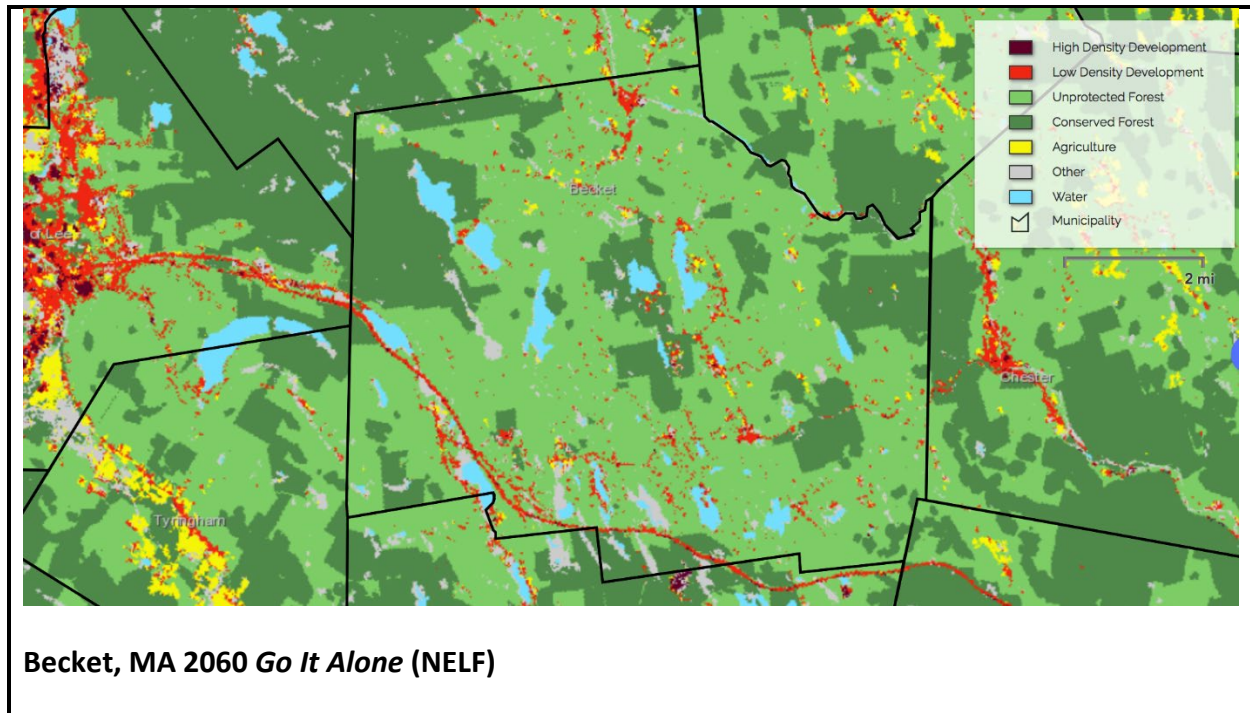 High Density Development
Low Density Development
Unprotected Forest
Conserved Forest
Agriculture
Other
Water
Municipality
2 mi
Becket
Lee
Chester
Tyringham
Becket, MA 2060 Go It Alone (NELF)